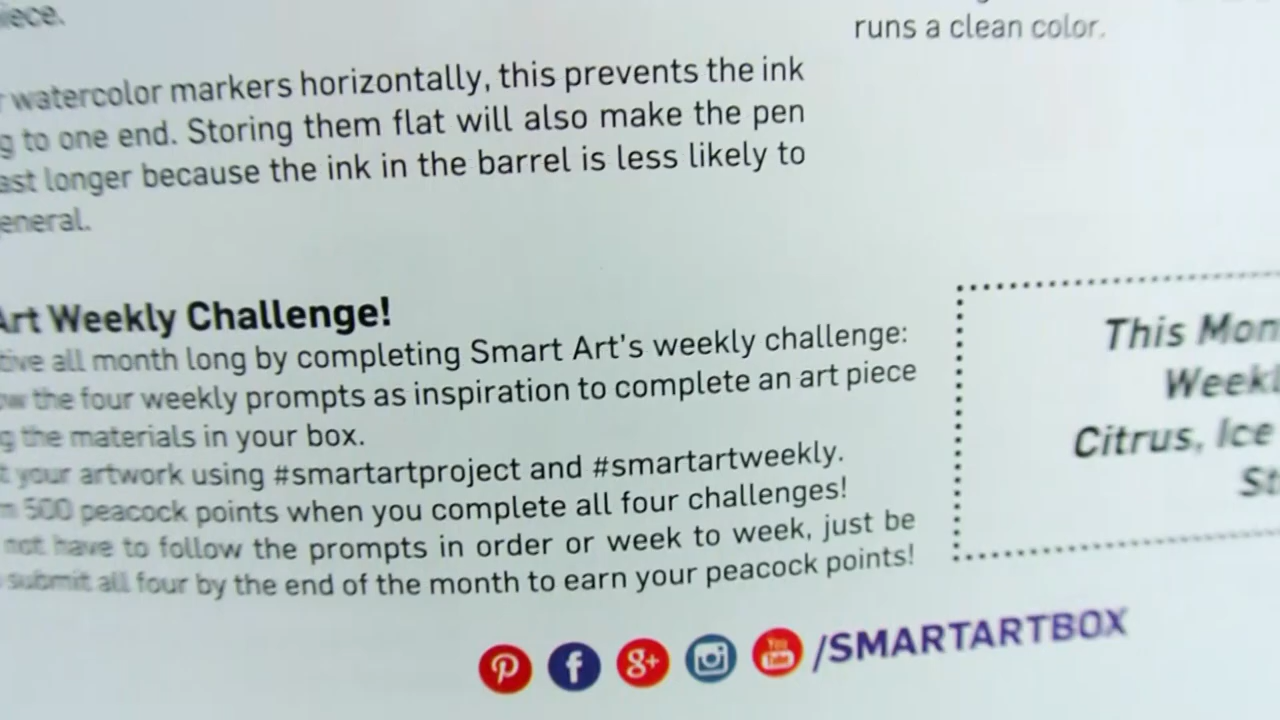 runs a clean color.
watercolor markers horizontally, this prevents the ink
to one end. Storing them flat will also make the pen
longer because the ink in the barrel is less likely to
Art Weekly Challenge!
all month long by completing Smart Art's weekly challenge:
the four weekly prompts as inspiration to complete an art piece
the materials in your box.
your artwork using #smartartproject and #smartartweekly.
500 peacock points when you complete all four challenges!
not have to follow the prompts in order or week to week, just be
submit all four by the end of the month to earn your peacock points!
This Mon
Weekl
Citrus, Ice
St
/SMARTARTBOX